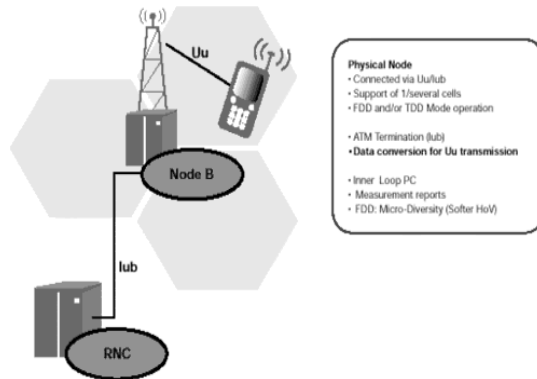 Uu
Node B
Iub
RNC
Physical Node
• Connected via Uu/Iub
• Support of 1/several cells
• FDD and/or TDD Mode operation
• ATM Termination (Iub)
• Data conversion for Uu transmission
• Inner Loop PC
• Measurement reports
• FDD: Micro-Diversity (Softer HoV)